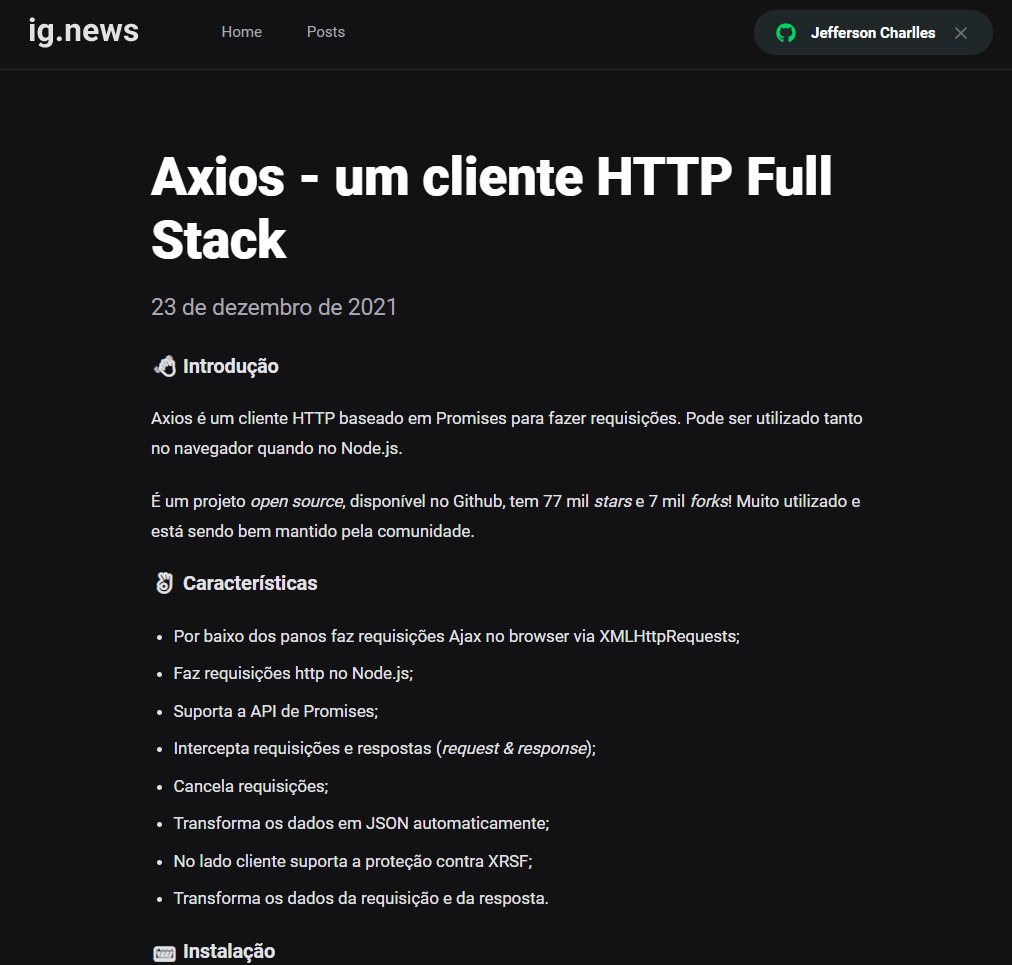 ig.news
Home
Posts
Jefferson Charlles
Axios - um cliente HTTP Full
Stack
23 de dezembro de 2021
Introdução
Axios é um cliente HTTP baseado em Promises para fazer requisições. Pode ser utilizado tanto
no navegador quando no Node.js.
É um projeto open source, disponível no Github, tem 77 mil stars e 7 mil forks! Muito utilizado e
está sendo bem mantido pela comunidade.
Características
• Por baixo dos panos faz requisições Ajax no browser via XMLHttpRequests;
• Faz requisições http no Node.js;
• Suporta a API de Promises;
• Intercepta requisições e respostas (request & response);
• Cancela requisições;
• Transforma os dados em JSON automaticamente;
• No lado cliente suporta a proteção contra XRSF;
• Transforma os dados da requisição e da resposta.
Instalação